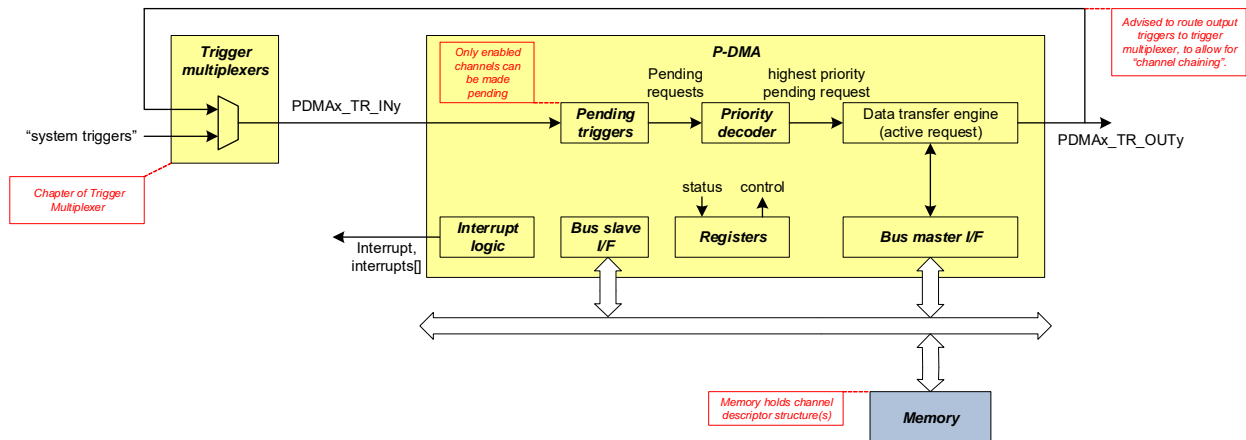 Trigger
multiplexers
“system triggers”
PDMAx_TR_INy
Chapter of Trigger
Multiplexer
P-DMA
Only enabled
channels can
be made
pending
Pending
requests
highest priority
pending request
Pending
triggers
Priority
decoder
Data transfer engine
(active request)
Advised to route output
triggers to trigger
multiplexer, to allow for
“channel chaining”.
PDMAx_TR_OUTy
status
control
Interrupt
logic
Bus slave
I/F
Registers
Bus master I/F
Interrupt,
interrupts[]
Memory holds channel
descriptor structure(s)
Memory